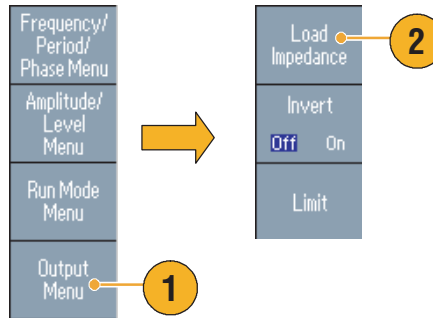 Frequency/
Period/
Phase Menu
Amplitude/
Level
Menu
Run Mode
Menu
Output
Menu
1
Load
Impedance
2
Invert
Off On
Limit